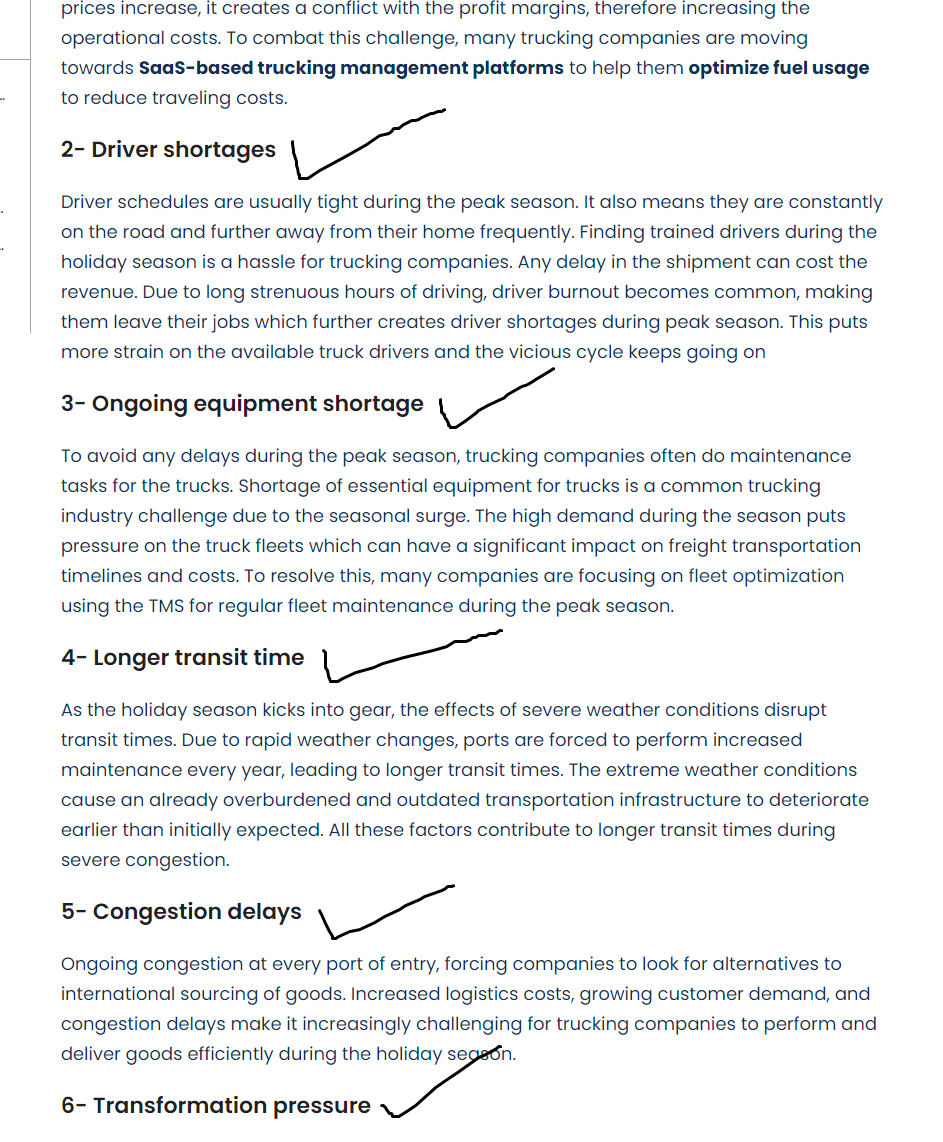 prices increase, it creates a conflict with the profit margins, therefore increasing the
operational costs. To combat this challenge, many trucking companies are moving
towards SaaS-based trucking management platforms to help them optimize fuel usage
to reduce traveling costs.
2- Driver shortages
Driver schedules are usually tight during the peak season. It also means they are constantly
on the road and further away from their home frequently. Finding trained drivers during the
holiday season is a hassle for trucking companies. Any delay in the shipment can cost the
revenue. Due to long strenuous hours of driving, driver burnout becomes common, making
them leave their jobs which further creates driver shortages during peak season. This puts
more strain on the available truck drivers and the vicious cycle keeps going on
3- Ongoing equipment shortage
To avoid any delays during the peak season, trucking companies often do maintenance
tasks for the trucks. Shortage of essential equipment for trucks is a common trucking
industry challenge due to the seasonal surge. The high demand during the season puts
pressure on the truck fleets which can have a significant impact on freight transportation
timelines and costs. To resolve this, many companies are focusing on fleet optimization
using the TMS for regular fleet maintenance during the peak season.
4- Longer transit time
As the holiday season kicks into gear, the effects of severe weather conditions disrupt
transit times. Due to rapid weather changes, ports are forced to perform increased
maintenance every year, leading to longer transit times. The extreme weather conditions
cause an already overburdened and outdated transportation infrastructure to deteriorate
earlier than initially expected. All these factors contribute to longer transit times during
severe congestion.
5- Congestion delays
Ongoing congestion at every port of entry, forcing companies to look for alternatives to
international sourcing of goods. Increased logistics costs, growing customer demand, and
congestion delays make it increasingly challenging for trucking companies to perform and
deliver goods efficiently during the holiday season.
6- Transformation pressure